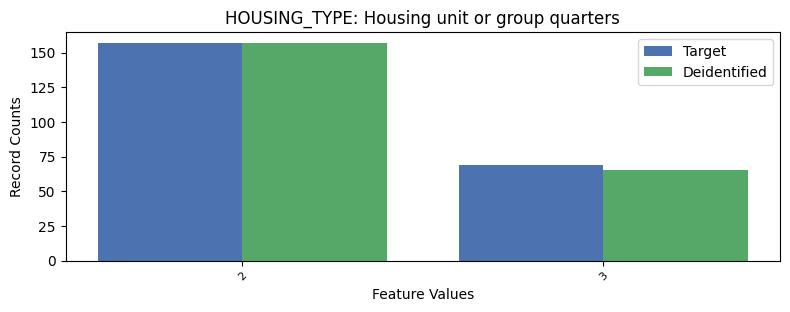 HOUSING_TYPE: Housing unit or group quarters
Target
Deidentified
Record Counts
150
125
100
75
50
25
0
2
3
Feature Values